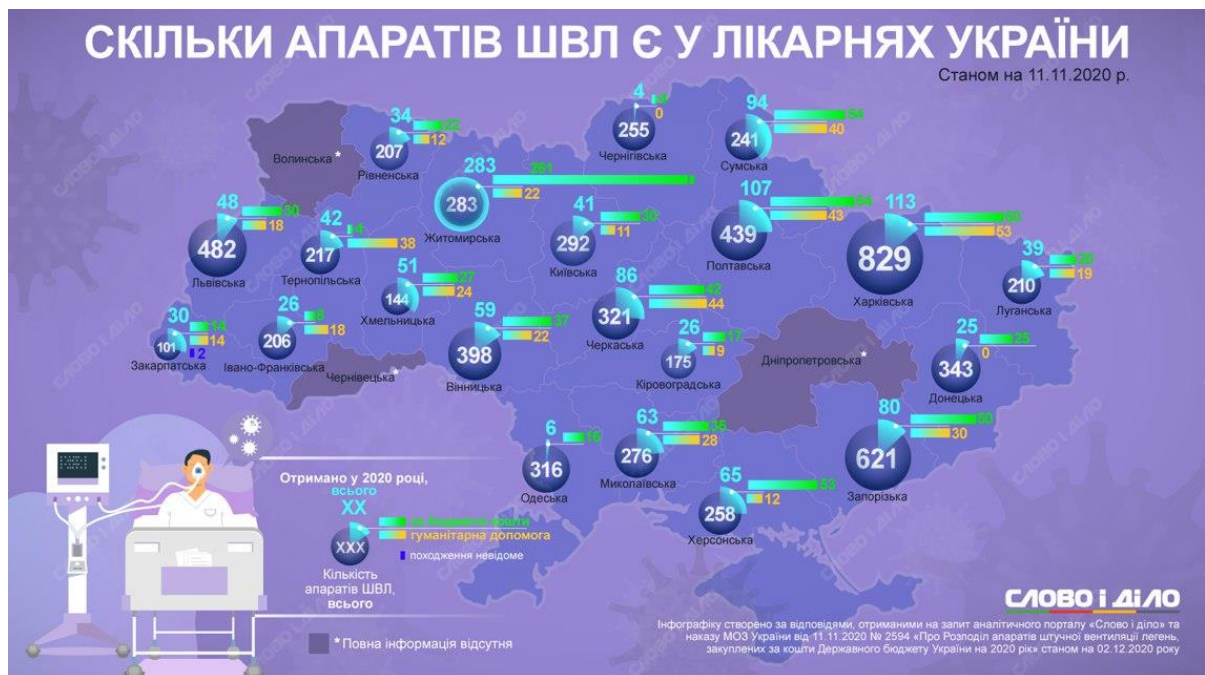 СКІЛЬКИ АПАРАТІВ ШВЛ Є У ЛІКАРНЯХ УКРАЇНИ
Станом на 11.11.2020 р.
Волинська *
34
22
12
207
Рівненська
4
4
0
255
Чернігівська
94
54
40
241
Сумська
283
261
22
283
Житомирська
48
30
18
482
Львівська
42
4
38
217
Тернопільська
41
30
11
292
Київська
107
64
43
439
Полтавська
113
60
53
829
Харківська
39
20
19
210
Луганська
51
27
24
144
Хмельницька
30
14
14
2
101
Закарпатська
26
8
18
206
Івано-Франківська
Чернівецька *
59
37
22
398
Вінницька
86
42
44
321
Черкаська
26
17
9
175
Кіровоградська
Дніпропетровська *
25
25
0
343
Донецька
6
16
316
Одеська
63
35
28
276
Миколаївська
80
50
30
621
Запорізька
65
53
12
258
Херсонська
Отримано у 2020 році,
всього
XX
за бюджетні кошти
гуманітарна допомога
походження невідоме
XXX
Кількість
апаратів ШВЛ,
всього
* Повна інформація відсутня
СЛОВО і ДІЛО
Інфографіку створено за відповідями, отриманими на запит аналітичного порталу «Слово і діло» та
наказу МОЗ України від 11.11.2020 № 2594 «Про Розподіл апаратів штучної вентиляції легень,
закуплених за кошти Державного бюджету України на 2020 рік» станом на 02.12.2020 року